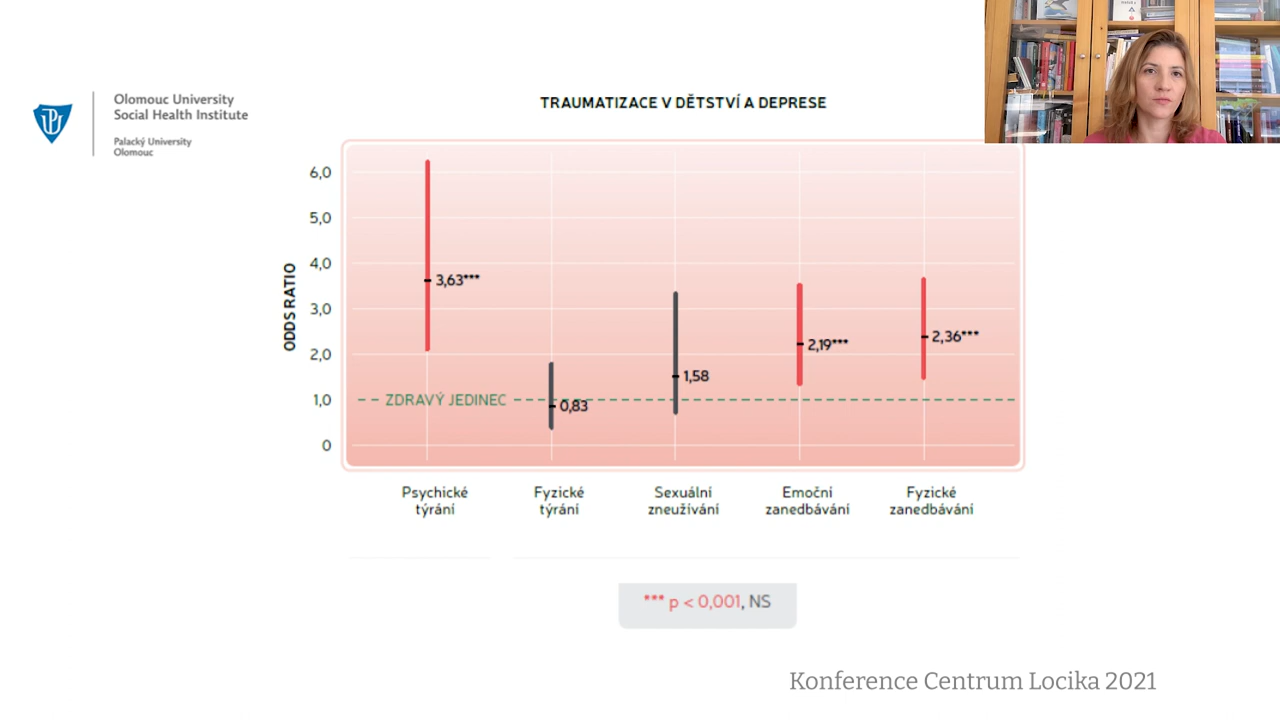 Olomouc University
Social Health Institute
Palacký University
Olomouc
TRAUMATIZACE V DĚTSTVÍ A DEPRESE
ODDS RATIO
6,0
5,0
4,0
3,0
2,0
1,0
0
3,63***
0,83
1,58
2,19***
2,36***
ZDRAVÝ JEDINEC
Psychické
týrání
Fyzické
týrání
Sexuální
zneužívání
Emoční
zanedbávání
Fyzické
zanedbávání
*** p < 0,001, NS
Konference Centrum Locika 2021